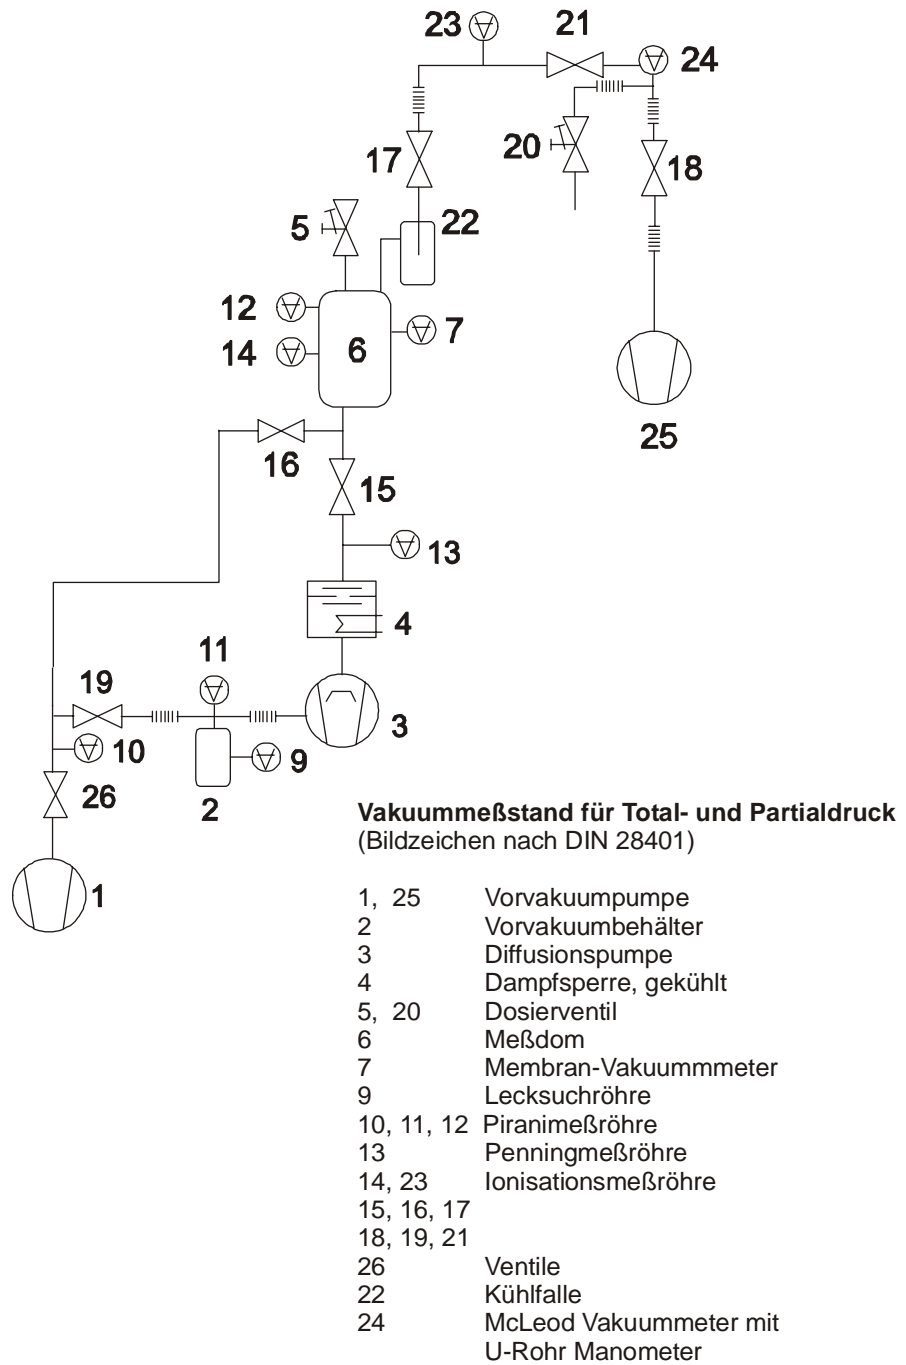 23
21
24
20
17
18
5
22
12
7
14
6
25
16
15
13
4
11
19
3
10
9
26
2
1
Vakuummeßstand für Total- und Partialdruck
(Bildzeichen nach DIN 28401)
1, 25 Vorvakuumpumpe
2 Vorvakuumbehälter
3 Diffusionspumpe
4 Dampfsperre, gekühlt
5, 20 Dosierventil
6 Meßdom
7 Membran-Vakuummmeter
9 Lecksuchröhre
10, 11, 12 Piranimeßröhre
13 Penningmeßröhre
14, 23 Ionisationsmeßröhre
15, 16, 17
18, 19, 21
26 Ventile
22 Kühlfalle
24 McLeod Vakuummeter mit
U-Rohr Manometer